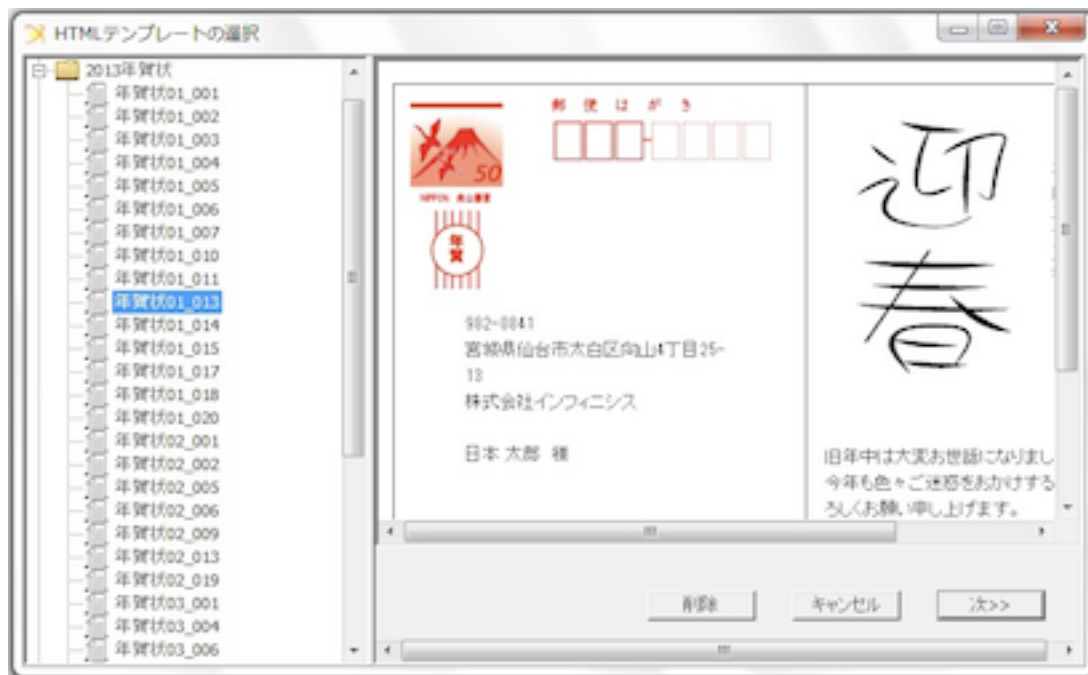 HTMLテンプレートの選択
2013年賀状
年賀状01_001
年賀状01_002
年賀状01_003
年賀状01_004
年賀状01_005
年賀状01_006
年賀状01_007
年賀状01_010
年賀状01_011
年賀状01_013
年賀状01_014
年賀状01_015
年賀状01_017
年賀状01_018
年賀状01_020
年賀状02_001
年賀状02_002
年賀状02_005
年賀状02_006
年賀状02_009
年賀状02_013
年賀状02_019
年賀状03_001
年賀状03_004
年賀状03_006
郵便はがき
50
NIPPON
年賀
982-0841
宮城県仙台市太白区向山4丁目25-
13
株式会社インフィニシス
日本 太郎 様
迎春
旧年中は大変お世話になりまし
今年も色々ご迷惑をおかけする
ろしくお願い申し上げます。
削除
キャンセル
次>>